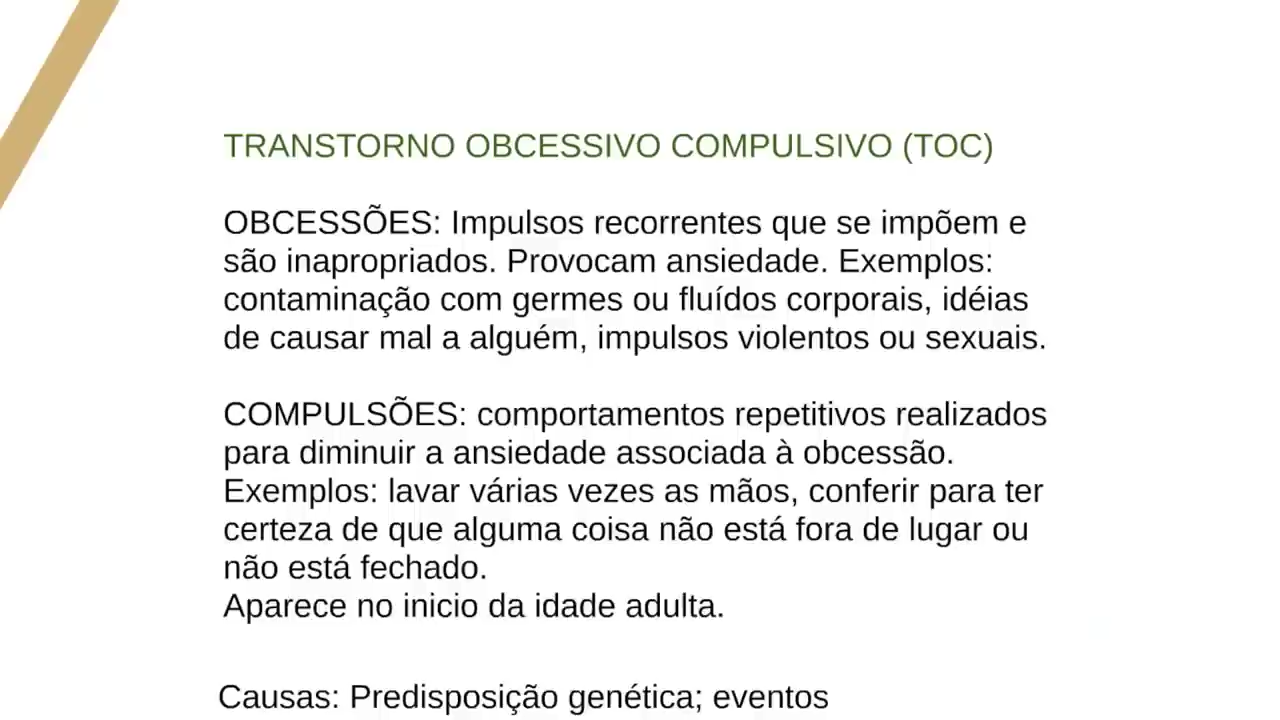 TRANSTORNO OBCESSIVO COMPULSIVO (TOC)
OBCESSÕES: Impulsos recorrentes que se impõem e
são inapropriados. Provocam ansiedade. Exemplos:
contaminação com germes ou fluídos corporais, idéias
de causar mal a alguém, impulsos violentos ou sexuais.
COMPULSÕES: comportamentos repetitivos realizados
para diminuir a ansiedade associada à obcessão.
Exemplos: lavar várias vezes as mãos, conferir para ter
certeza de que alguma coisa não está fora de lugar ou
não está fechado.
Aparece no inicio da idade adulta.
Causas: Predisposição genética; eventos